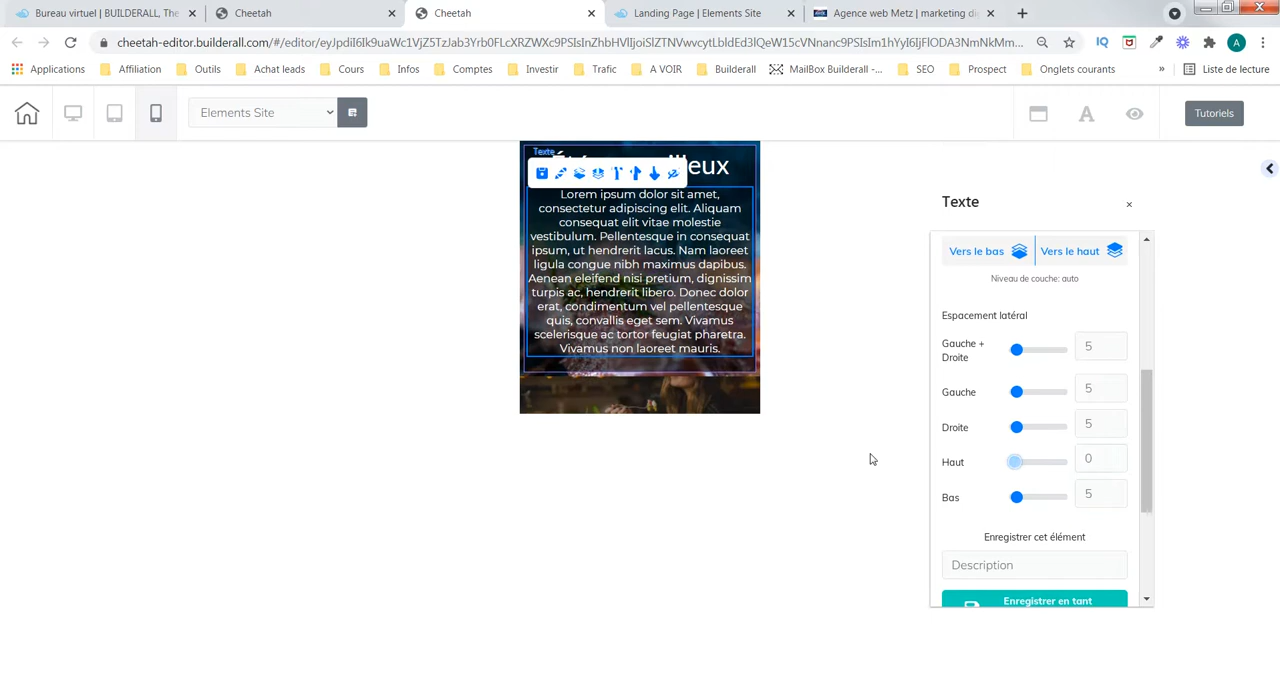 Bureau virtuel | BUILDERALL, The
Cheetah
Cheetah
Landing Page | Elements Site
Agence web Metz | marketing di
cheetah-editor.builderall.com/#/editor/
Applications
Affiliation
Outils
Achat leads
Cours
Infos
Comptes
Investir
Trafic
A VOIR
Builderall
MailBox Builderall -...
SEO
Prospect
Onglets courants
»
Liste de lecture
IQ
A
Elements Site
A
Tutoriels
Texte
eux
Lorem ipsum dolor sit amet,
consectetur adipiscing elit. Aliquam
consequat elit vitae molestie
vestibulum. Pellentesque in consequat
ipsum, ut hendrerit lacus. Nam laoreet
ligula congue nibh maximus dapibus.
Aenean eleifend nisi pretium, dignissim
turpis ac, hendrerit libero. Donec dolor
erat, condimentum vel pellentesque
quis, convallis eget sem. Vivamus
scelerisque ac tortor feugiat pharetra.
Vivamus non laoreet mauris.
Texte
×
Vers le bas
Vers le haut
Niveau de couche: auto
Espacement latéral
Gauche +
Droite
5
Gauche
5
Droite
5
Haut
0
Bas
5
Enregistrer cet élément
Description
Enregistrer en tant